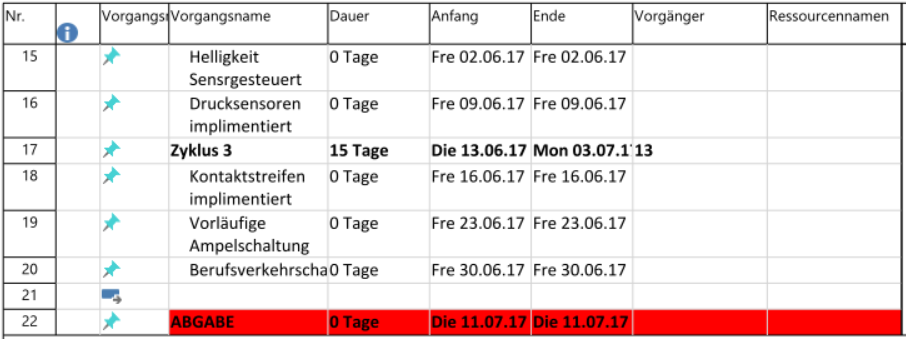 Nr. Vorgangsr Vorgangsname Dauer Anfang Ende Vorgänger Ressourcennamen
15 Helligkeit 0 Tage Fre 02.06.17 Fre 02.06.17
Sensrgesteuert
16 Drucksensoren 0 Tage Fre 09.06.17 Fre 09.06.17
implimentiert
17 Zyklus 3 15 Tage Die 13.06.17 Mon 03.07.1 13
18 Kontaktstreifen 0 Tage Fre 16.06.17 Fre 16.06.17
implimentiert
19 Vorläufige 0 Tage Fre 23.06.17 Fre 23.06.17
Ampelschaltung
20 Berufsverkehrscha 0 Tage Fre 30.06.17 Fre 30.06.17
21
22 ABGABE 0 Tage Die 11.07.17 Die 11.07.17